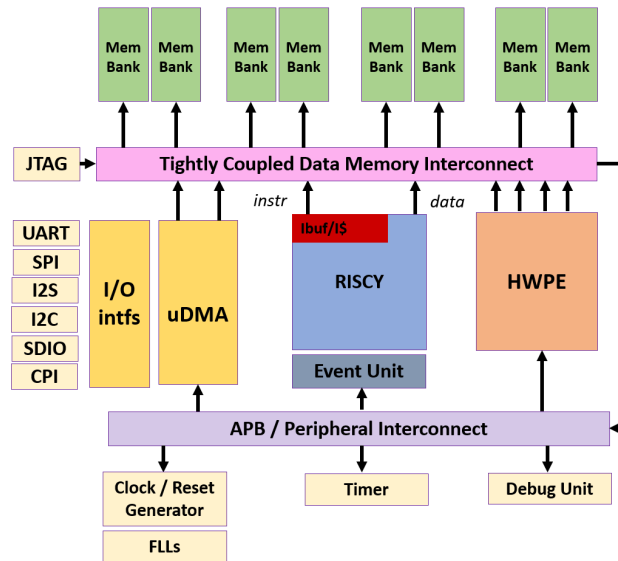 Mem Bank
Mem Bank
Mem Bank
Mem Bank
Mem Bank
Mem Bank
Mem Bank
Mem Bank
JTAG
Tightly Coupled Data Memory Interconnect
instr
data
UART
SPI
I2S
I2C
SDIO
CPI
I/O
intfs
uDMA
Ibuf/I$
RISCY
HWPE
Event Unit
APB / Peripheral Interconnect
Clock / Reset
Generator
FLLs
Timer
Debug Unit